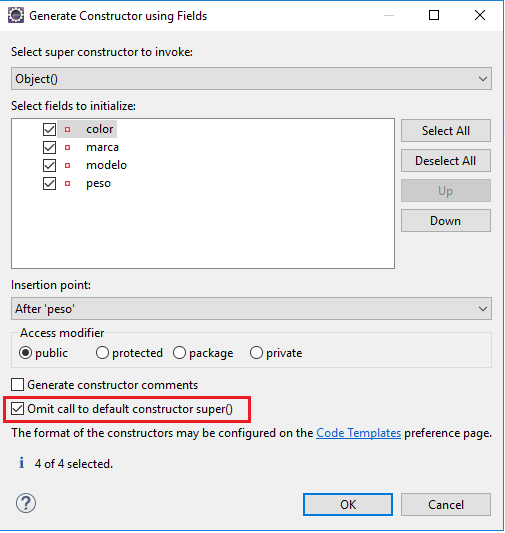 Generate Constructor using Fields
Select super constructor to invoke:
Object()
Select fields to initialize:
color
marca
modelo
peso
Select All
Deselect All
Up
Down
Insertion point:
After 'peso'
Access modifier
public protected package private
Generate constructor comments
Omit call to default constructor super()
The format of the constructors may be configured on the Code Templates preference page.
i 4 of 4 selected.
? OK Cancel